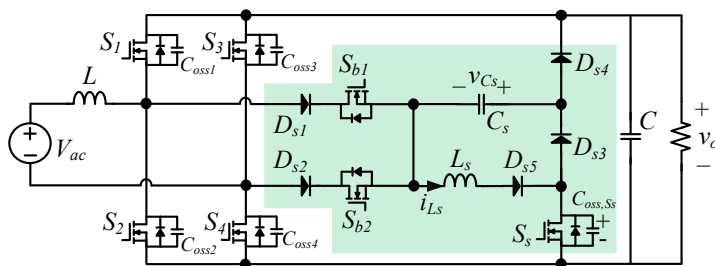 S1
Coss1
S3
Coss3
Sb1
− vCs +
Cs
Ds4
L
Ds1
+
C
vo
−
+
−
Vac
Ds2
Ls
Ds5
Ds3
iLs
Sb2
S2
Coss2
S4
Coss4
Ss
Coss,Ss
+
−